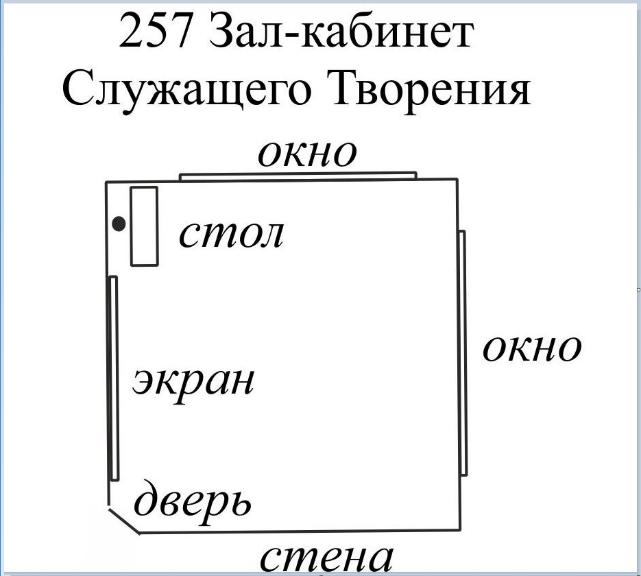 257 Зал-кабинет
Служащего Творения
окно
стол
окно
экран
дверь
стена